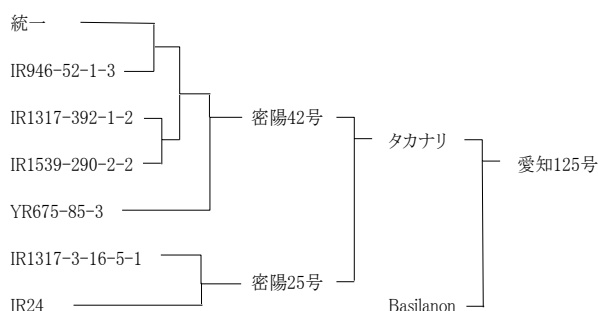 統一
IR946-52-1-3
IR1317-392-1-2
密陽42号
タカナリ
IR1539-290-2-2
愛知125号
YR675-85-3
IR1317-3-16-5-1
密陽25号
IR24
Basilanon